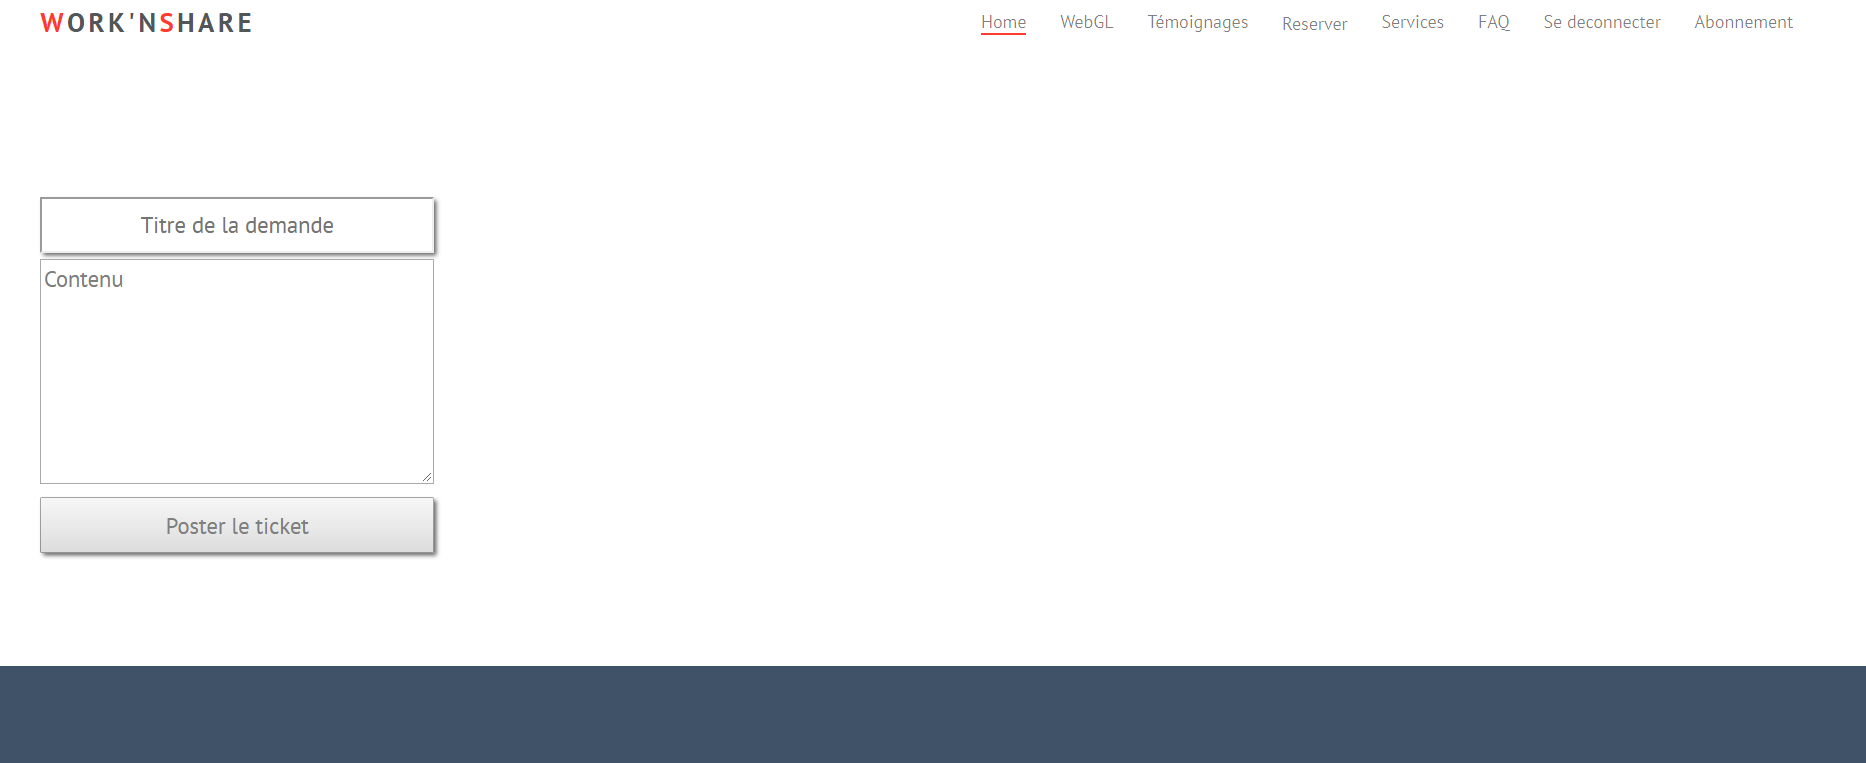 WORK'NSHARE
Home WebGL Témoignages Reserver Services FAQ Se deconnecter Abonnement
Titre de la demande
Contenu
Poster le ticket